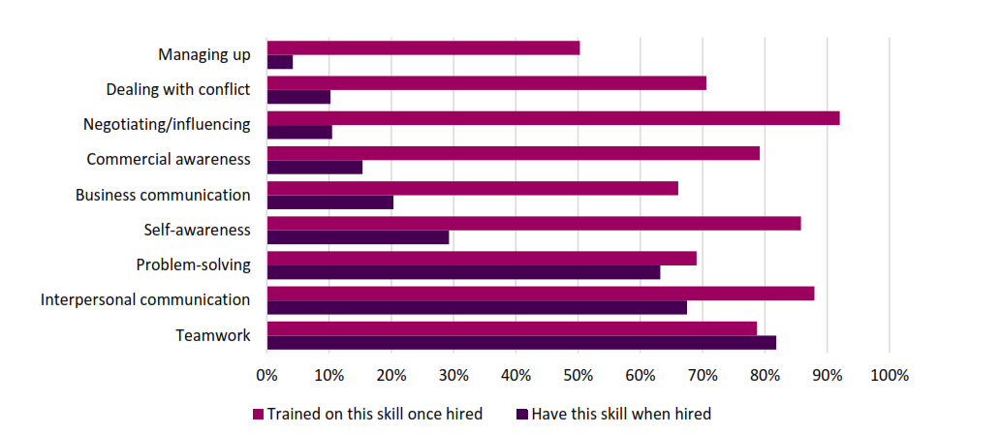 Managing up
Dealing with conflict
Negotiating/influencing
Commercial awareness
Business communication
Self-awareness
Problem-solving
Interpersonal communication
Teamwork
0% 10% 20% 30% 40% 50% 60% 70% 80% 90% 100%
Trained on this skill once hired Have this skill when hired